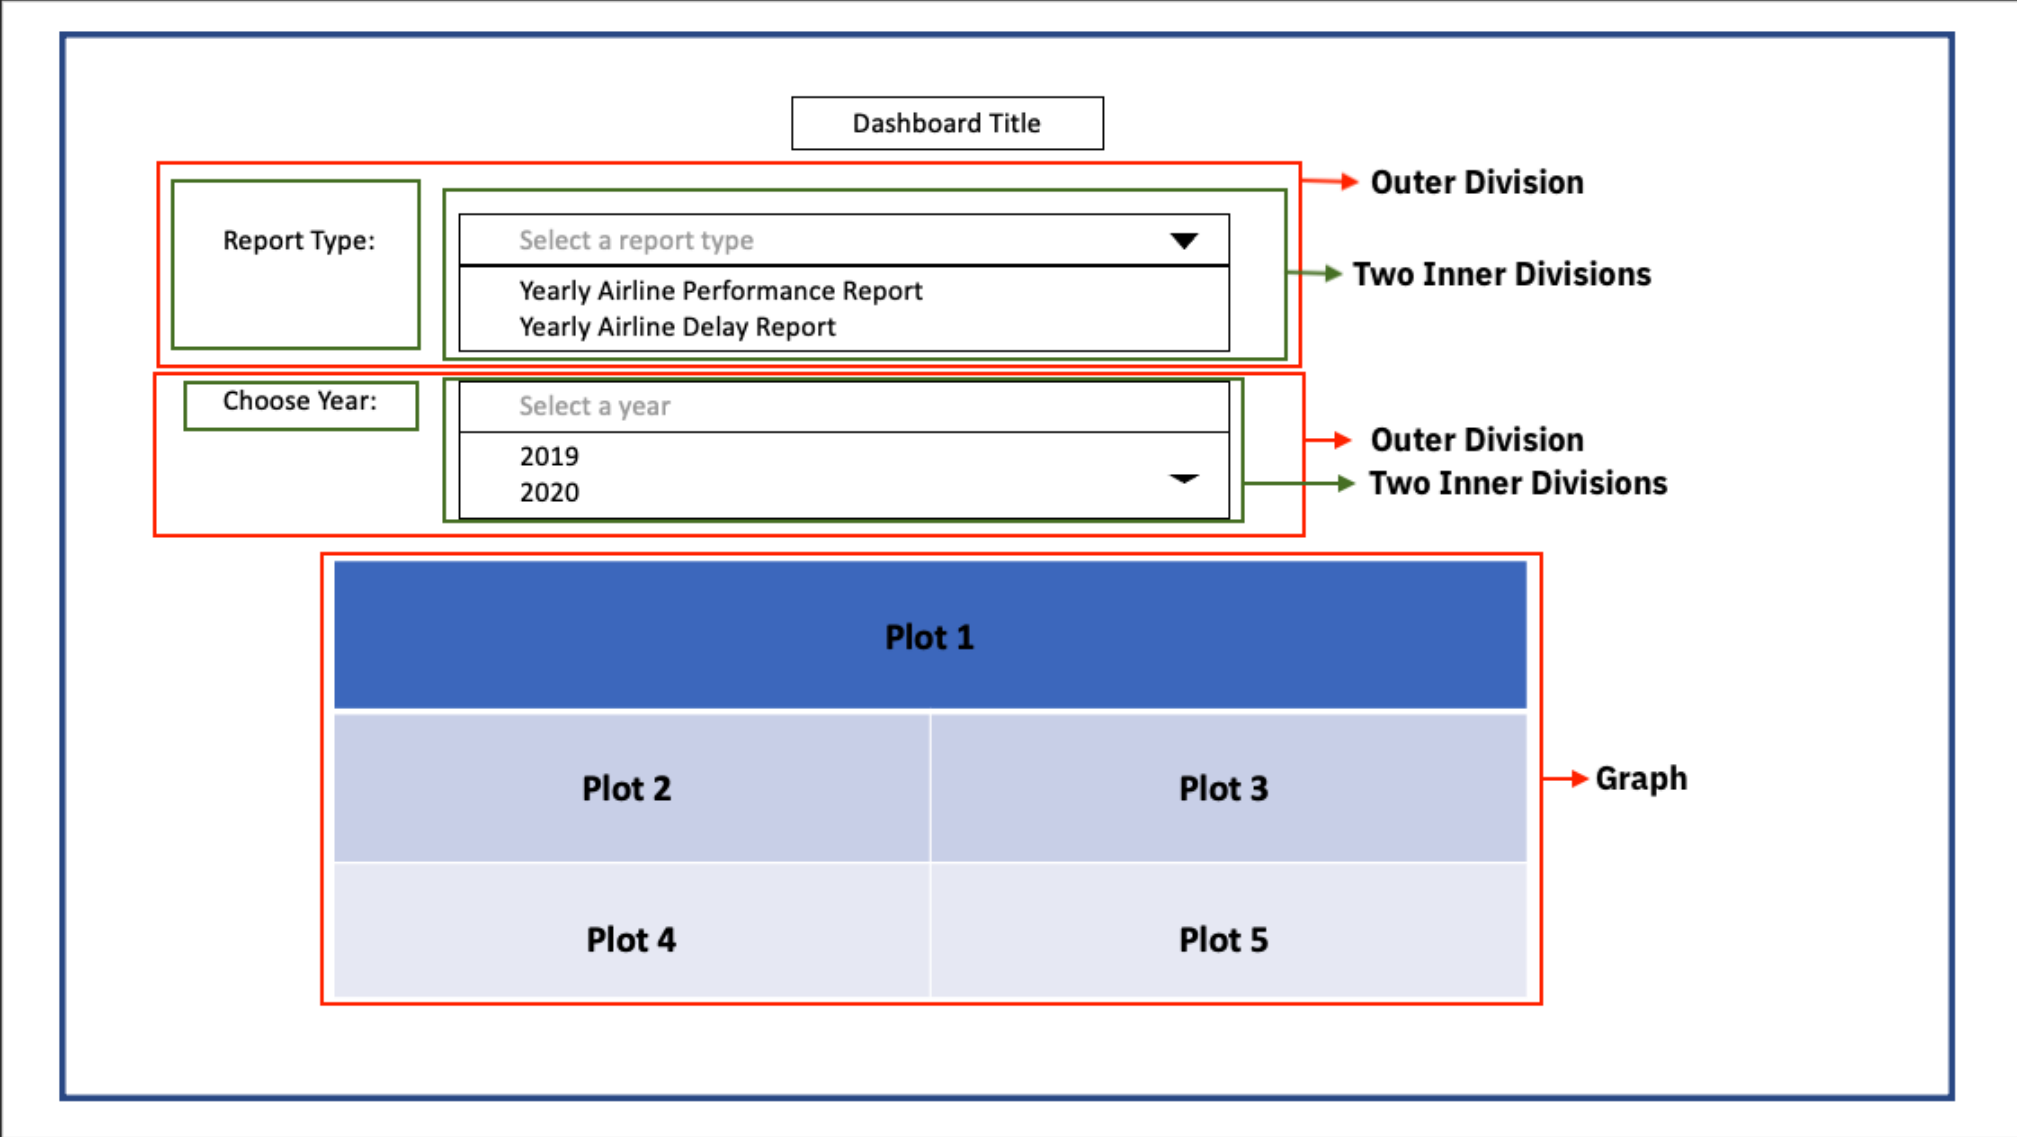 Dashboard Title
Outer Division
Report Type:
Select a report type
Two Inner Divisions
Yearly Airline Performance Report
Yearly Airline Delay Report
Choose Year:
Select a year
Outer Division
2019
2020
Two Inner Divisions
Plot 1
Plot 2
Plot 3
Graph
Plot 4
Plot 5